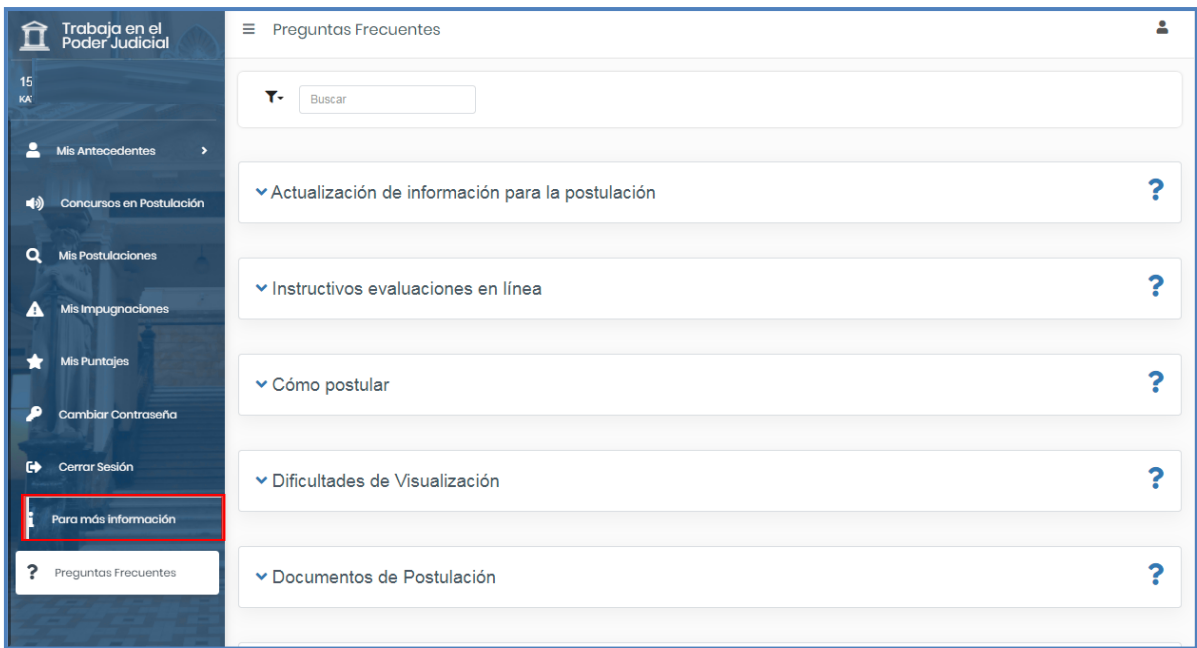 Trabaja en el
Poder Judicial
15
KA
Mis Antecedentes
Concursos en Postulación
Mis Postulaciones
Mis Impugnaciones
Mis Puntajes
Cambiar Contraseña
Cerrar Sesión
Para más información
? Preguntas Frecuentes
Preguntas Frecuentes
Buscar
Actualización de información para la postulación ?
Instructivos evaluaciones en línea ?
Cómo postular ?
Dificultades de Visualización ?
Documentos de Postulación ?